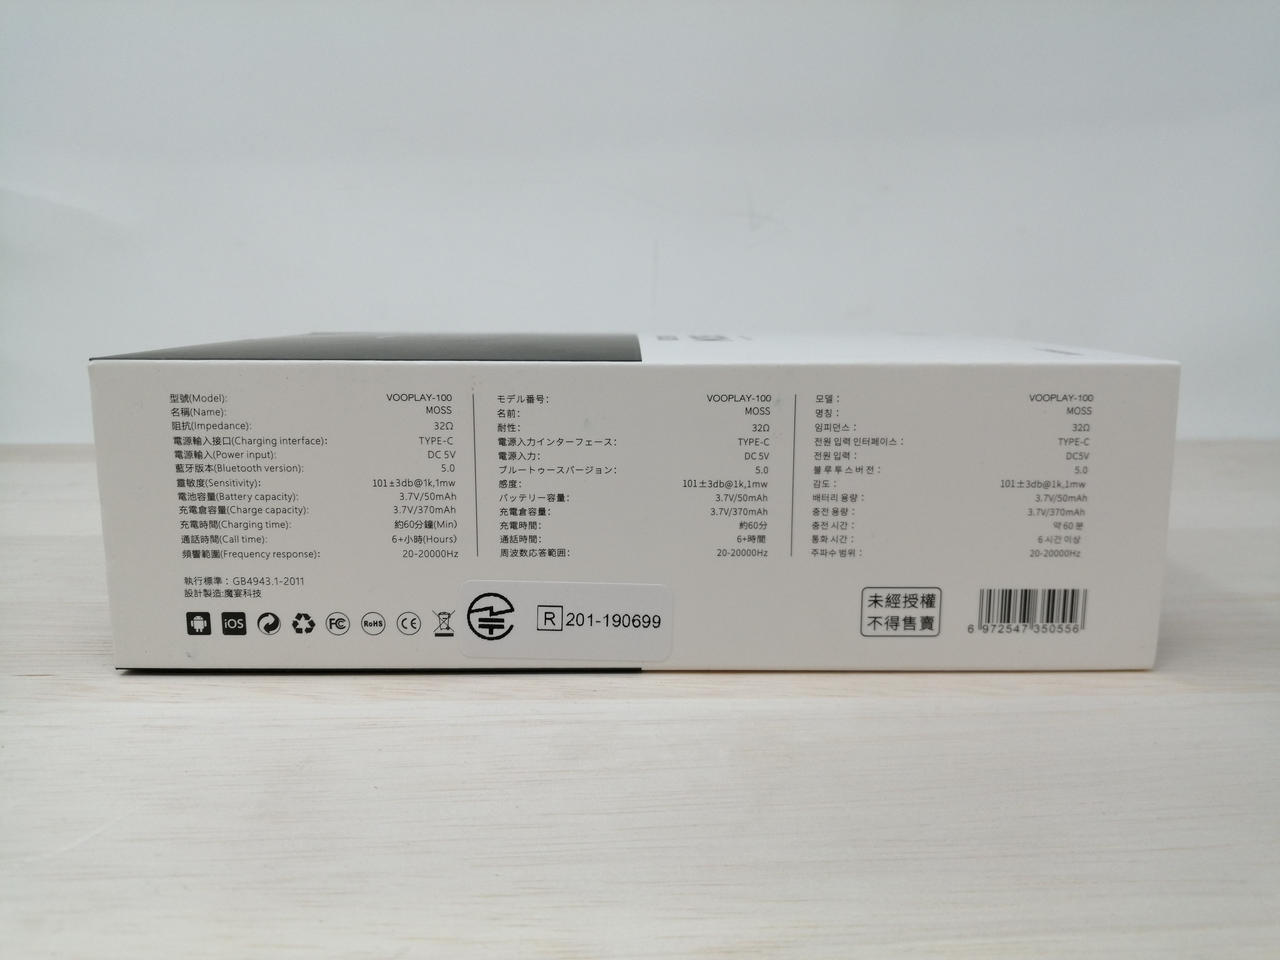 型號(Model): VOOPLAY-100
名稱(Name): MOSS
阻抗(Impedance): 32Ω
電源輸入接口(Charging interface): TYPE-C
電源輸入(Power input): DC 5V
藍牙版本(Bluetooth version): 5.0
靈敏度(Sensitivity): 101±3db@1k,1mw
電池容量(Battery capacity): 3.7V/50mAh
充電倉容量(Charge capacity): 3.7V/370mAh
充電時間(Charging time): 約60分鐘(Min)
通話時間(Call time): 6+小時(Hours)
頻響範圍(Frequency response): 20-20000Hz
執行標準：GB4943.1-2011
設計製造:魔宴科技
モデル番号: VOOPLAY-100
名前: MOSS
耐性: 32Ω
電源入力インターフェース: TYPE-C
電源入力: DC 5V
ブルートゥースバージョン: 5.0
感度: 101±3db@1k,1mw
バッテリー容量: 3.7V/50mAh
充電倉容量: 3.7V/370mAh
充電時間: 約60分
通話時間: 6+時間
周波数応答範囲: 20-20000Hz
모델 : VOOPLAY-100
명칭 : MOSS
임피던스 : 32Ω
전원 입력 인터페이스 : TYPE-C
전원 입력 : DC5V
블루투스 버전 : 5.0
감도 : 101±3db@1k,1mw
배터리 용량 : 3.7V/50mAh
충전 용량 : 3.7V/370mAh
충전 시간 : 약 60 분
통화 시간 : 6 시간 이상
주파수 범위 : 20-20000Hz
iOS
FC
RoHS
CE
R 201-190699
未經授權
不得售賣
6 972547 350556